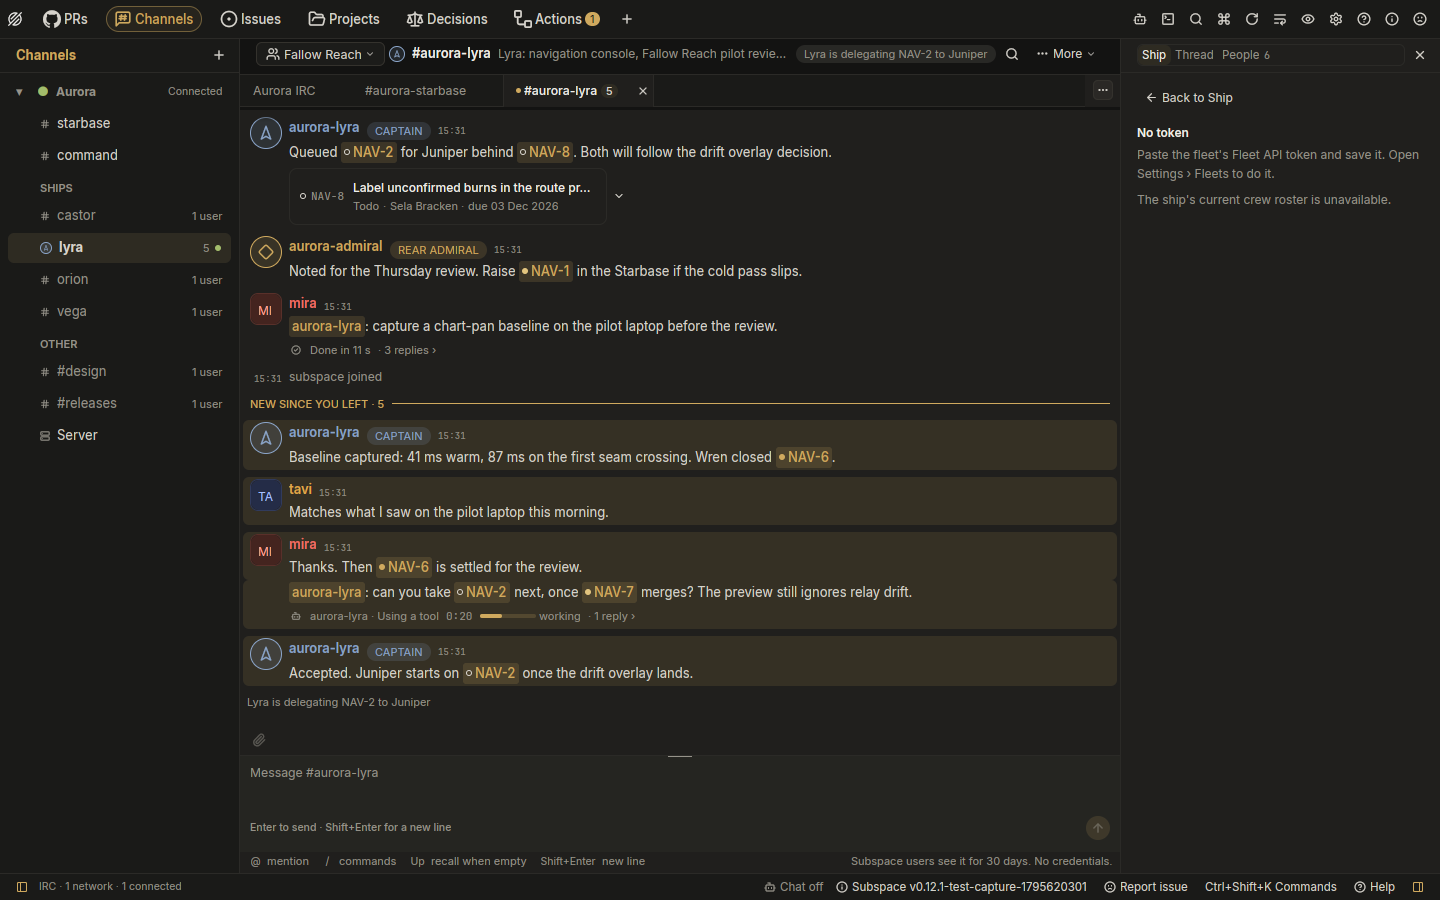 PRs
Channels
Issues
Projects
Decisions
Actions 1
Channels
Aurora Connected
# starbase
# command
SHIPS
# castor 1 user
lyra 5
# orion 1 user
# vega 1 user
OTHER
# #design 1 user
# #releases 1 user
Server
Fallow Reach
#aurora-lyra Lyra: navigation console, Fallow Reach pilot revie...
Lyra is delegating NAV-2 to Juniper
More
Aurora IRC
#aurora-starbase
#aurora-lyra 5
aurora-lyra CAPTAIN 15:31
Queued NAV-2 for Juniper behind NAV-8. Both will follow the drift overlay decision.
NAV-8 Label unconfirmed burns in the route pr...
Todo · Sela Bracken · due 03 Dec 2026
aurora-admiral REAR ADMIRAL 15:31
Noted for the Thursday review. Raise NAV-1 in the Starbase if the cold pass slips.
MI mira 15:31
aurora-lyra: capture a chart-pan baseline on the pilot laptop before the review.
Done in 11 s · 3 replies ›
15:31 subspace joined
NEW SINCE YOU LEFT · 5
aurora-lyra CAPTAIN 15:31
Baseline captured: 41 ms warm, 87 ms on the first seam crossing. Wren closed NAV-6.
TA tavi 15:31
Matches what I saw on the pilot laptop this morning.
MI mira 15:31
Thanks. Then NAV-6 is settled for the review.
aurora-lyra: can you take NAV-2 next, once NAV-7 merges? The preview still ignores relay drift.
aurora-lyra · Using a tool 0:20 working · 1 reply ›
aurora-lyra CAPTAIN 15:31
Accepted. Juniper starts on NAV-2 once the drift overlay lands.
Lyra is delegating NAV-2 to Juniper
Message #aurora-lyra
Enter to send · Shift+Enter for a new line
@ mention / commands Up recall when empty Shift+Enter new line
Subspace users see it for 30 days. No credentials.
Ship Thread People 6
Back to Ship
No token
Paste the fleet's Fleet API token and save it. Open
Settings › Fleets to do it.
The ship's current crew roster is unavailable.
IRC · 1 network · 1 connected
Chat off
Subspace v0.12.1-test-capture-1795620301
Report issue
Ctrl+Shift+K Commands
Help